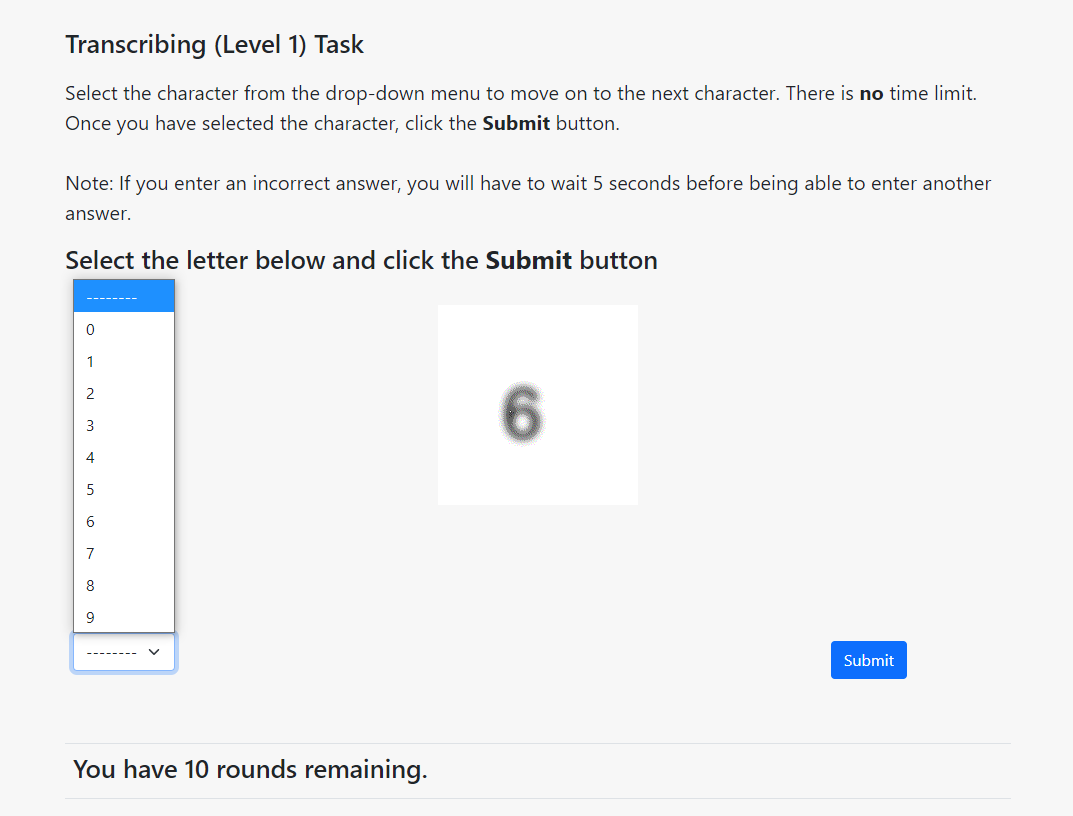 Transcribing (Level 1) Task
Select the character from the drop-down menu to move on to the next character. There is no time limit.
Once you have selected the character, click the Submit button.
Note: If you enter an incorrect answer, you will have to wait 5 seconds before being able to enter another
answer.
Select the letter below and click the Submit button
--------
0
1
2
3
4
5
6
7
8
9
6
--------
Submit
You have 10 rounds remaining.